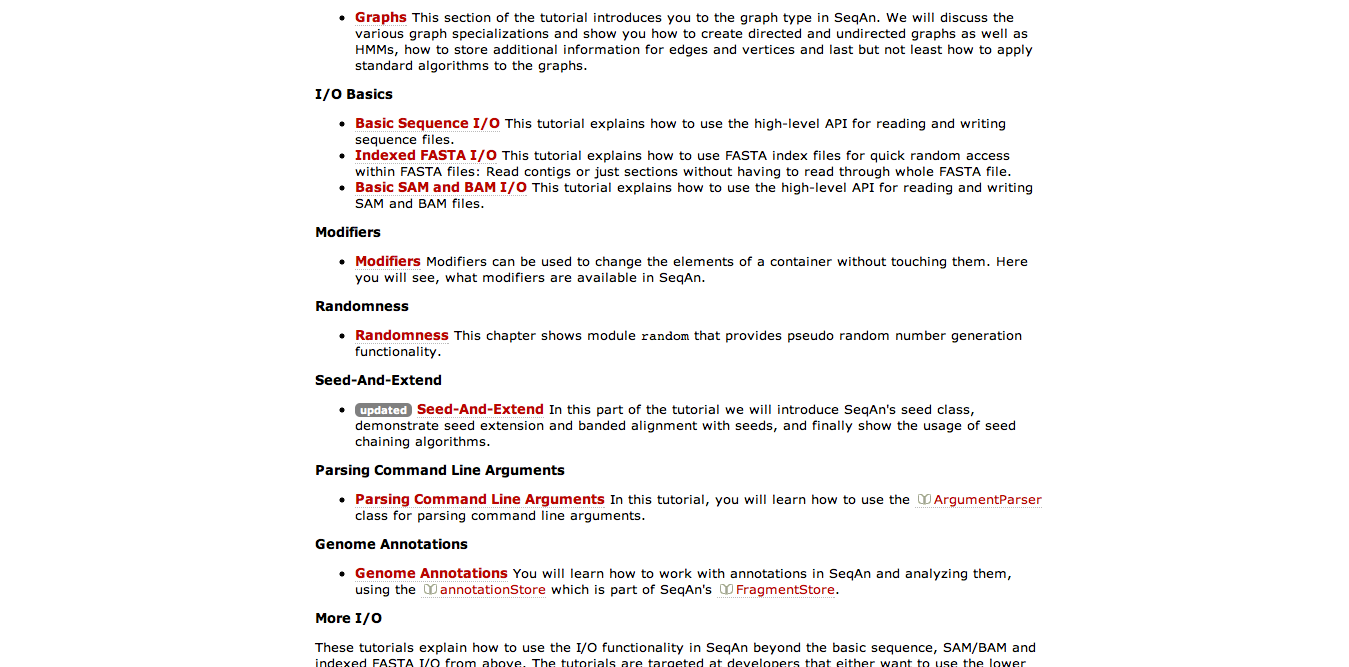 Graphs This section of the tutorial introduces you to the graph type in SeqAn. We will discuss the
various graph specializations and show you how to create directed and undirected graphs as well as
HMMs, how to store additional information for edges and vertices and last but not least how to apply
standard algorithms to the graphs.
I/O Basics
Basic Sequence I/O This tutorial explains how to use the high-level API for reading and writing
sequence files.
Indexed FASTA I/O This tutorial explains how to use FASTA index files for quick random access
within FASTA files: Read contigs or just sections without having to read through whole FASTA file.
Basic SAM and BAM I/O This tutorial explains how to use the high-level API for reading and writing
SAM and BAM files.
Modifiers
Modifiers Modifiers can be used to change the elements of a container without touching them. Here
you will see, what modifiers are available in SeqAn.
Randomness
Randomness This chapter shows module random that provides pseudo random number generation
functionality.
Seed-And-Extend
updated Seed-And-Extend In this part of the tutorial we will introduce SeqAn's seed class,
demonstrate seed extension and banded alignment with seeds, and finally show the usage of seed
chaining algorithms.
Parsing Command Line Arguments
Parsing Command Line Arguments In this tutorial, you will learn how to use the ArgumentParser
class for parsing command line arguments.
Genome Annotations
Genome Annotations You will learn how to work with annotations in SeqAn and analyzing them,
using the annotationStore which is part of SeqAn's FragmentStore.
More I/O
These tutorials explain how to use the I/O functionality in SeqAn beyond the basic sequence, SAM/BAM and
indexed FASTA I/O from above. The tutorials are targeted at developers that either want to use the lower